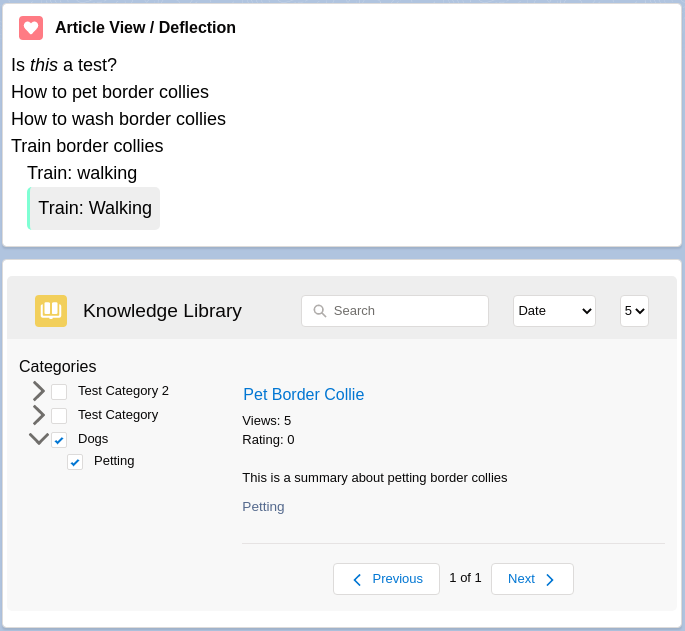 Article View / Deflection
Is this a test?
How to pet border collies
How to wash border collies
Train border collies
Train: walking
Train: Walking
Knowledge Library
Search
Date
5
Categories
Test Category 2
Test Category
Dogs
Petting
Pet Border Collie
Views: 5
Rating: 0
This is a summary about petting border collies
Petting
Previous
1 of 1
Next